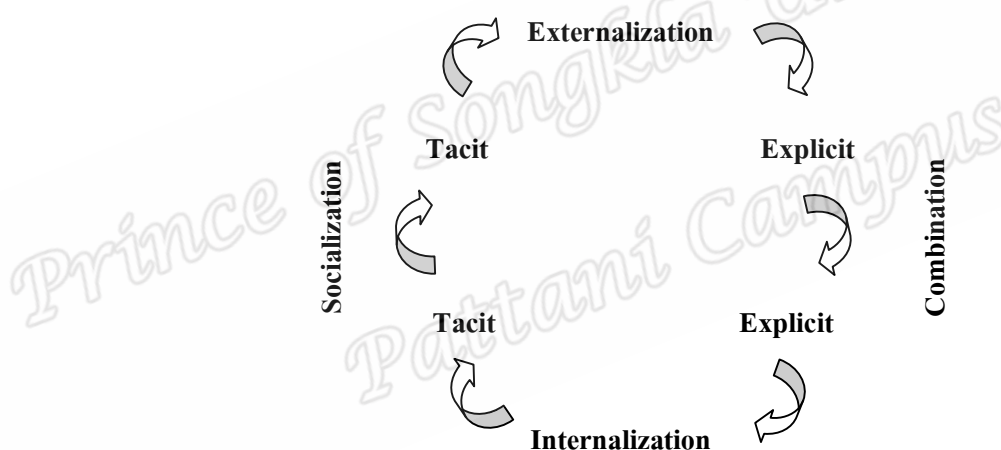 Externalization
Tacit
Explicit
Socialization
Combination
Tacit
Explicit
Internalization
Prince of Songkla
Pattani Campus